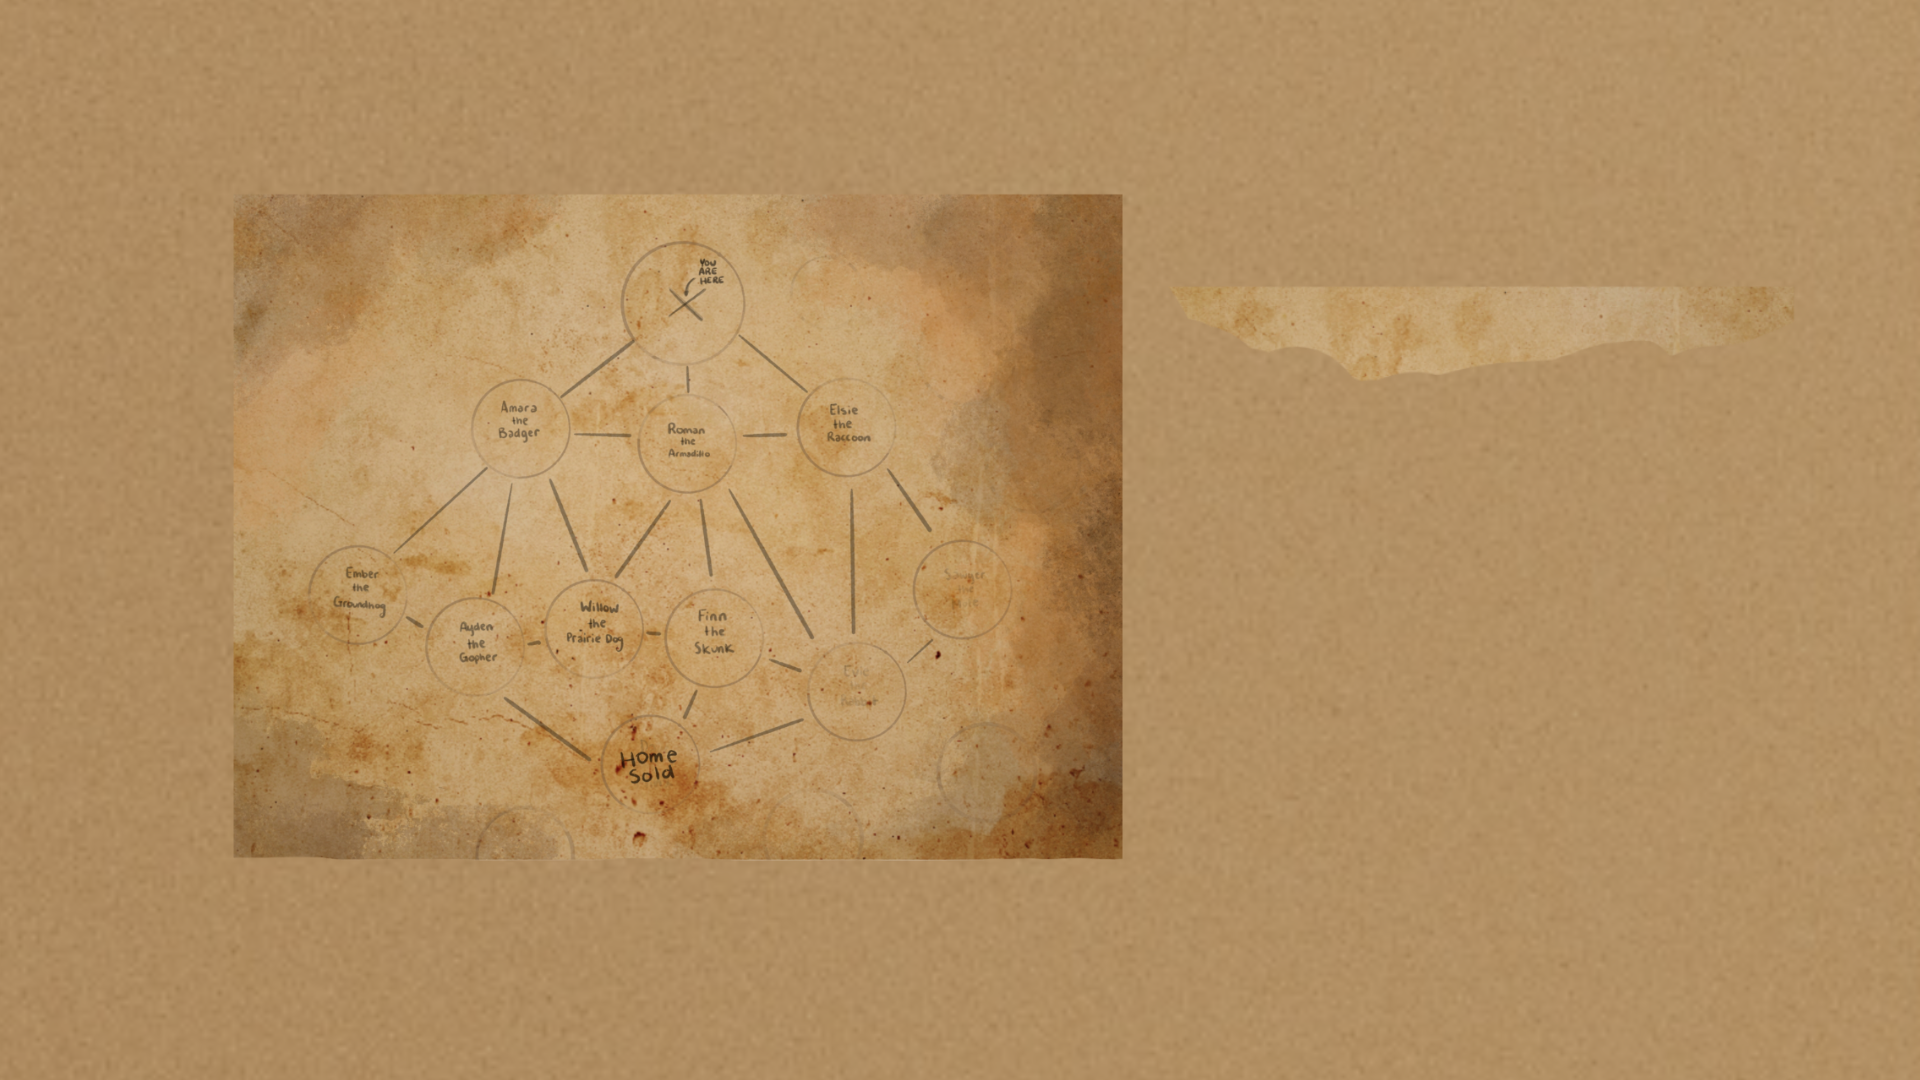 YOU
ARE
HERE
Amara
the
Badger
Roman
the
Armadillo
Elsie
the
Raccoon
Ember
the
Groundhog
Ayden
the
Gopher
Willow
the
Prairie Dog
Finn
the
Skunk
Home
Sold